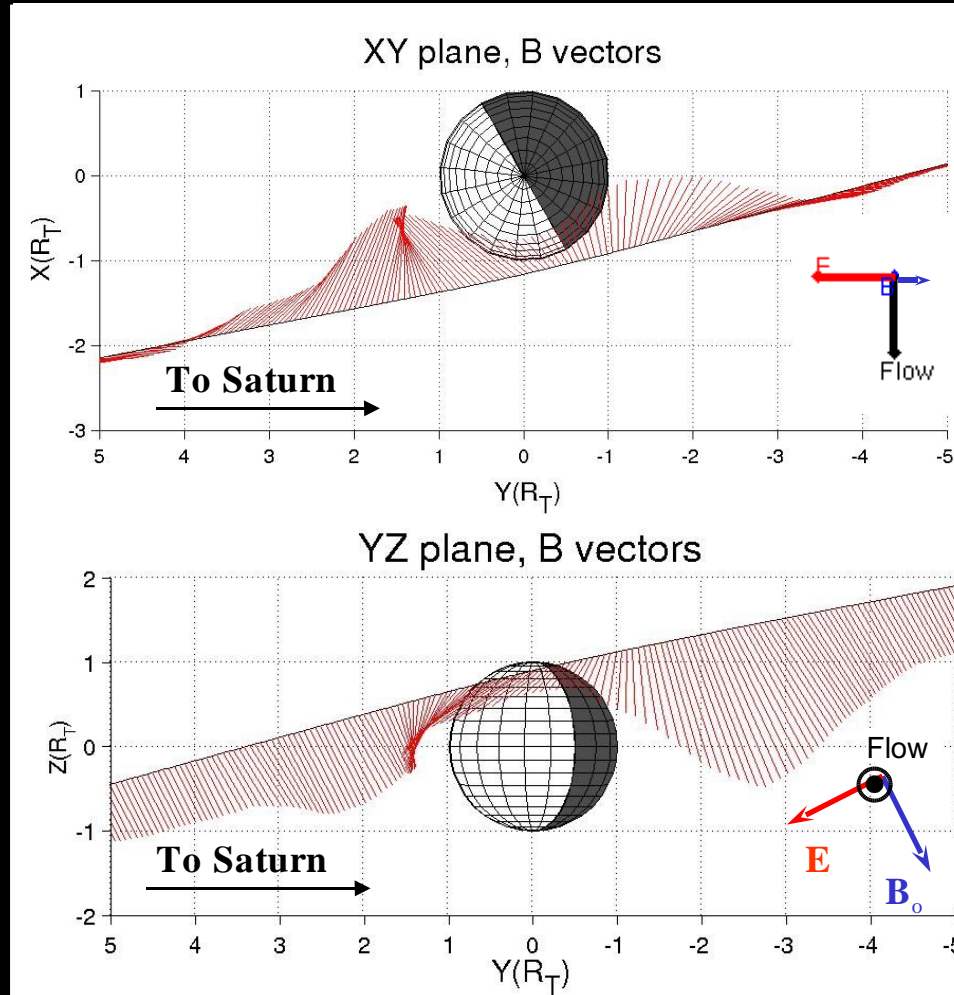 XY plane, B vectors
1
0
-1
-2
-3
X(R_T)
E
B
Flow
To Saturn
5 4 3 2 1 0 -1 -2 -3 -4 -5
Y(R_T)
YZ plane, B vectors
2
1
0
-1
-2
Z(R_T)
Flow
E
B_o
To Saturn
5 4 3 2 1 0 -1 -2 -3 -4 -5
Y(R_T)